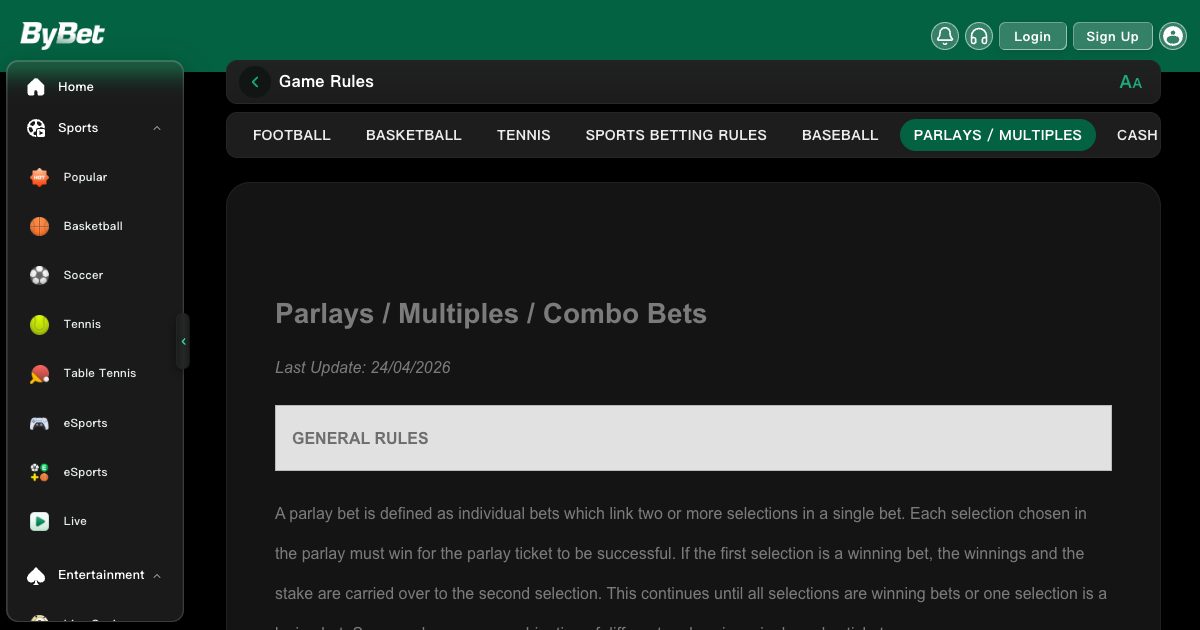 ByBet
Login
Sign Up
Home
Sports
Popular
Basketball
Soccer
Tennis
Table Tennis
eSports
eSports
Live
Entertainment
Game Rules
AA
FOOTBALL
BASKETBALL
TENNIS
SPORTS BETTING RULES
BASEBALL
PARLAYS / MULTIPLES
CASH
Parlays / Multiples / Combo Bets
Last Update: 24/04/2026
GENERAL RULES
A parlay bet is defined as individual bets which link two or more selections in a single bet. Each selection chosen in
the parlay must win for the parlay ticket to be successful. If the first selection is a winning bet, the winnings and the
stake are carried over to the second selection. This continues until all selections are winning bets or one selection is a